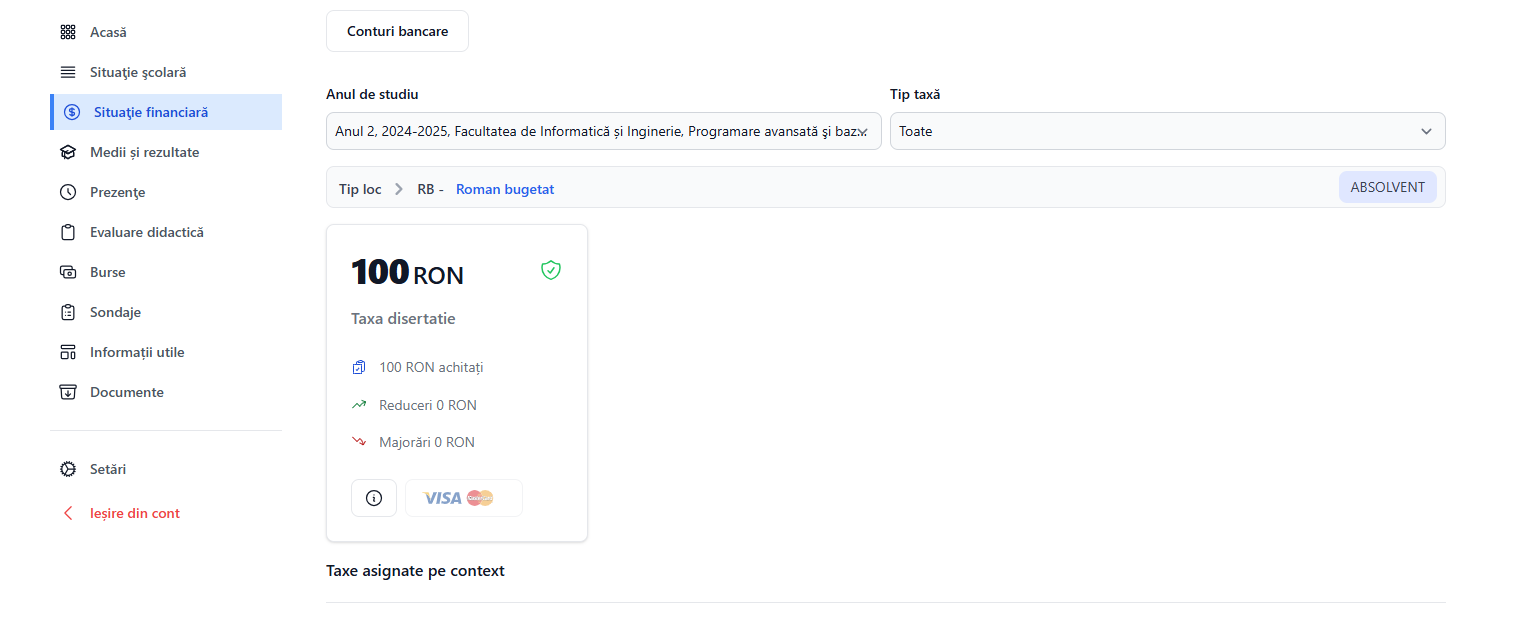 Acasă
Situaţie şcolară
Situaţie financiară
Medii și rezultate
Prezenţe
Evaluare didactică
Burse
Sondaje
Informații utile
Documente
Setări
Ieșire din cont
Conturi bancare
Anul de studiu
Tip taxă
Anul 2, 2024-2025, Facultatea de Informatică și Inginerie, Programare avansată şi baz...
Toate
Tip loc RB - Roman bugetat ABSOLVENT
100 RON
Taxa disertatie
100 RON achitați
Reduceri 0 RON
Majorări 0 RON
VISA MasterCard
Taxe asignate pe context